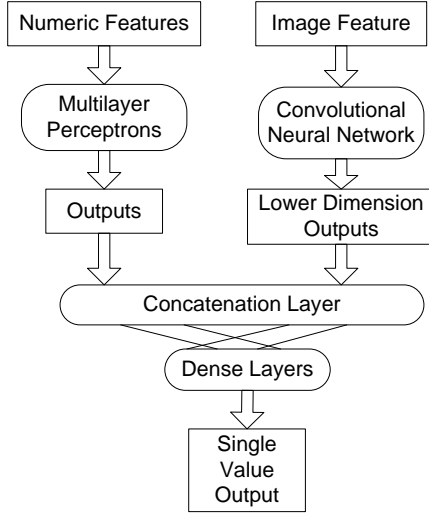 Numeric Features
Image Feature
Multilayer
Perceptrons
Convolutional
Neural Network
Outputs
Lower Dimension
Outputs
Concatenation Layer
Dense Layers
Single
Value
Output